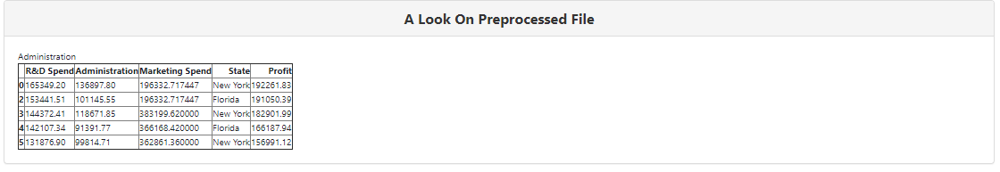 A Look On Preprocessed File
Administration
R&D Spend Administration Marketing Spend State Profit
0 165349.20 136897.80 196332.717447 New York 192261.83
2 153441.51 101145.55 196332.717447 Florida 191050.39
3 144372.41 118671.85 383199.620000 New York 182901.99
4 142107.34 91391.77 366168.420000 Florida 166187.94
5 131876.90 99814.71 362861.360000 New York 156991.12